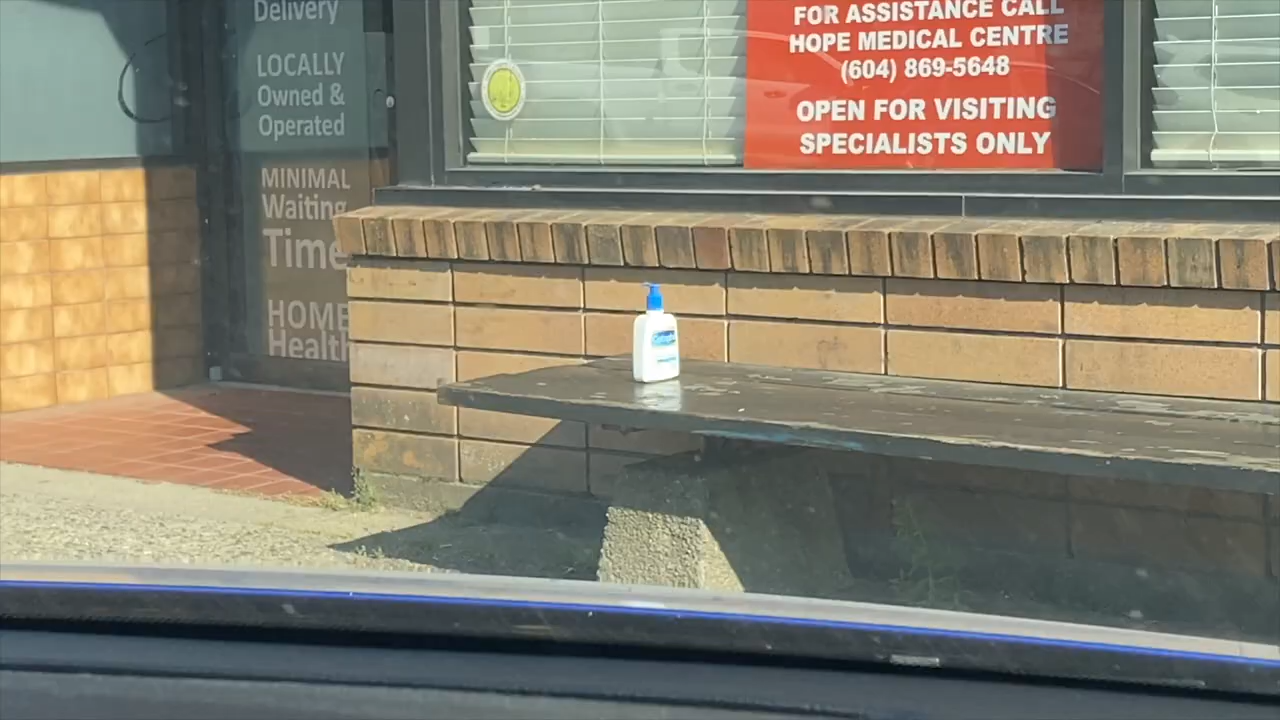 Delivery
LOCALLY
Owned &
Operated
MINIMAL
Waiting
Time
HOME
Health
FOR ASSISTANCE CALL
HOPE MEDICAL CENTRE
(604) 869-5648
OPEN FOR VISITING
SPECIALISTS ONLY
Cetaphil